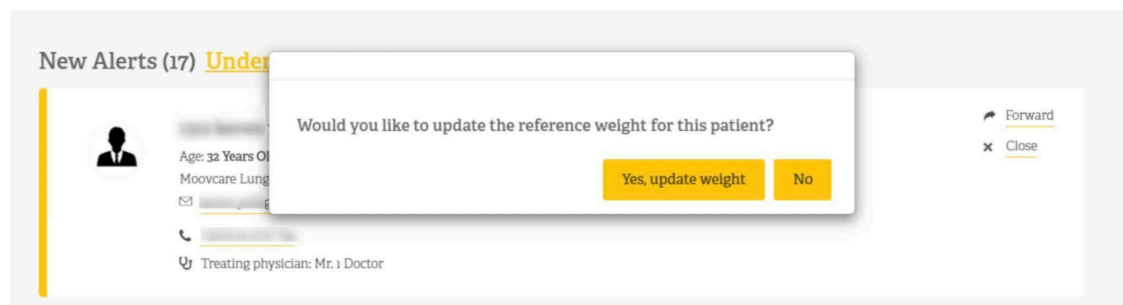 New Alerts (17) Under
Would you like to update the reference weight for this patient?
Yes, update weight
No
Forward
Close
Age: 32 Years Ol
Moovcare Lung
Treating physician: Mr. 1 Doctor